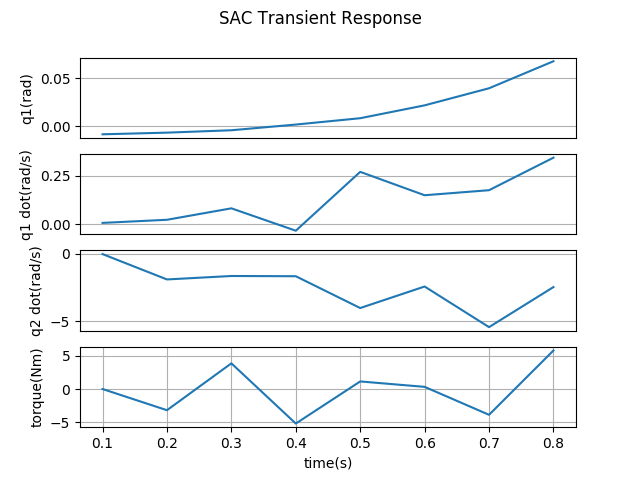 SAC Transient Response
0.05
0.00
q1(rad)
0.25
0.00
q1 dot(rad/s)
0
−5
q2 dot(rad/s)
5
0
−5
torque(Nm)
0.1 0.2 0.3 0.4 0.5 0.6 0.7 0.8
time(s)